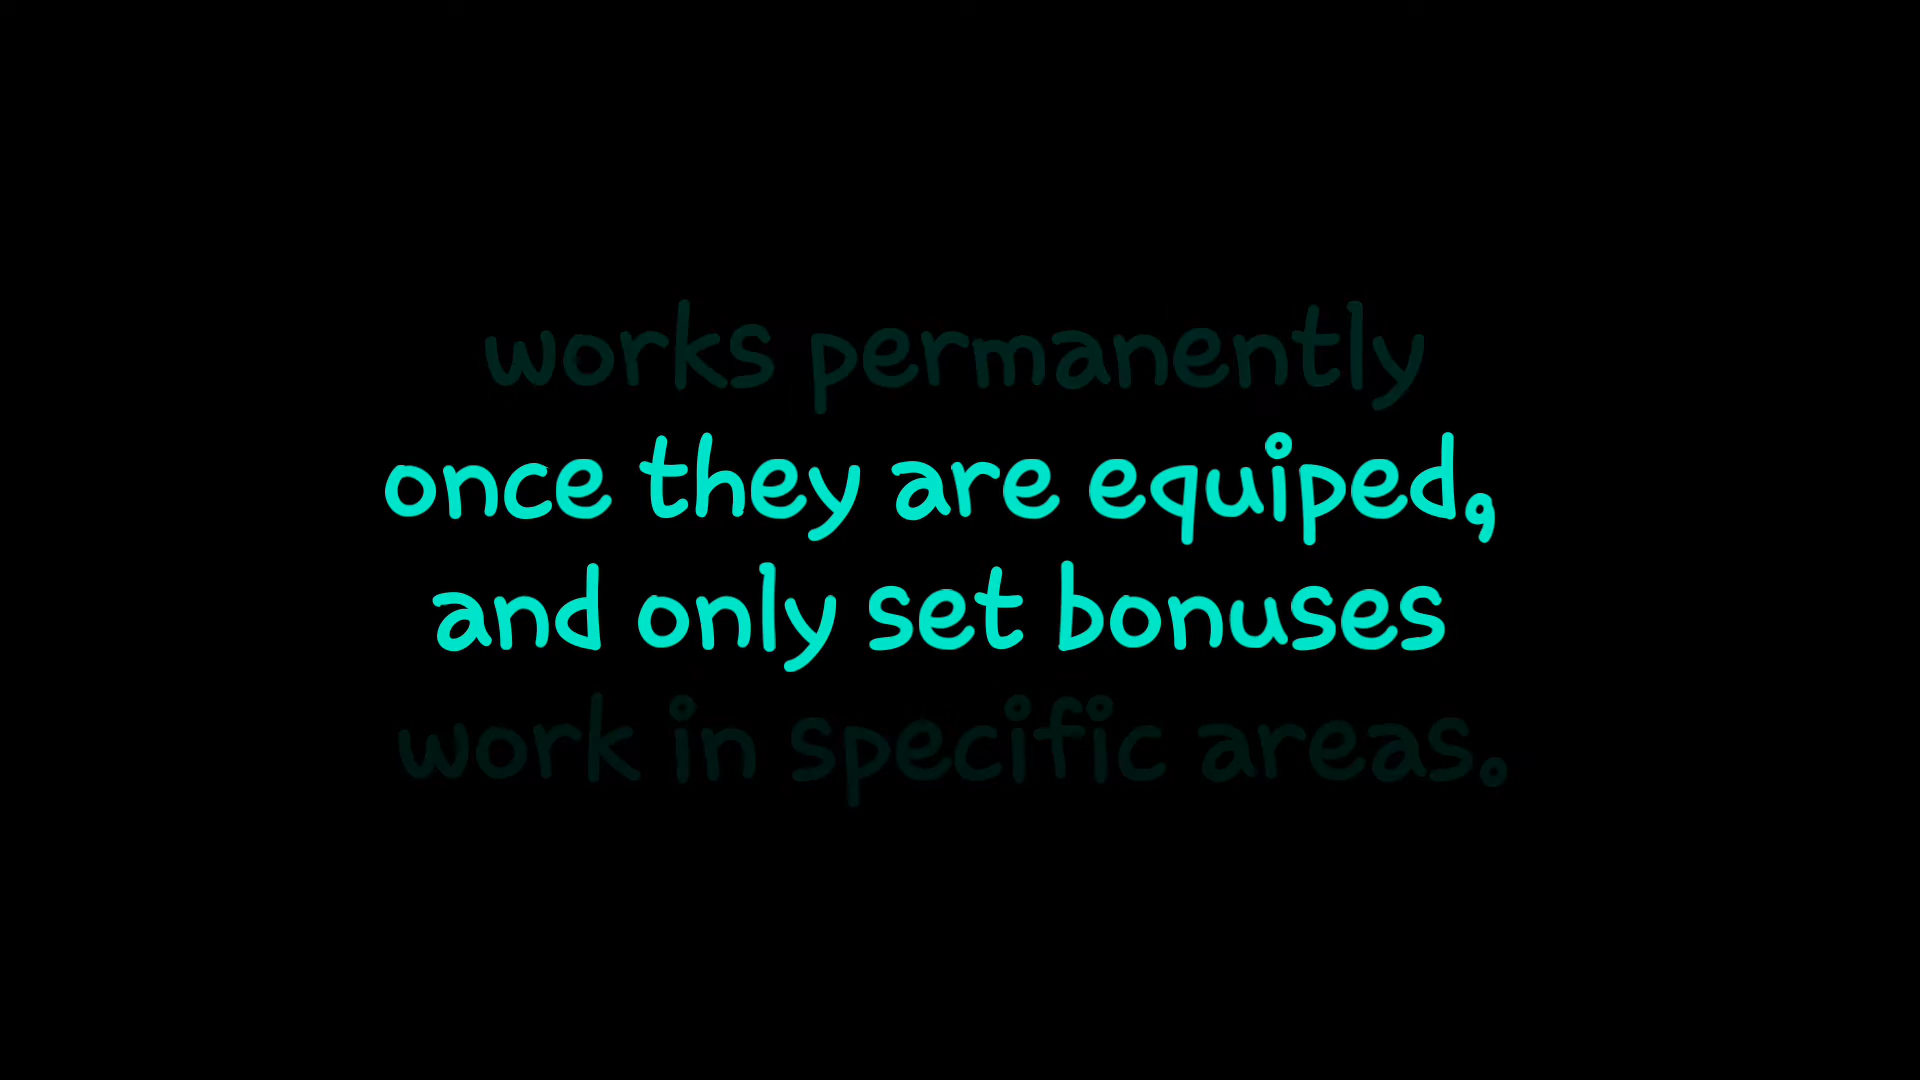 works permanently
once they are equiped,
and only set bonuses
work in specific areas.